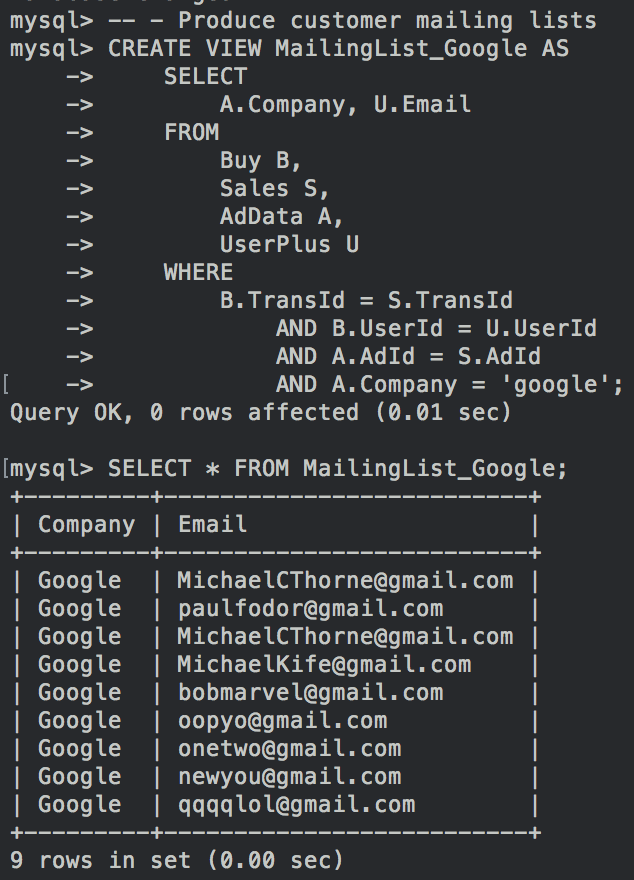 mysql> -- - Produce customer mailing lists
mysql> CREATE VIEW MailingList_Google AS
    ->     SELECT
    ->         A.Company, U.Email
    ->     FROM
    ->         Buy B,
    ->         Sales S,
    ->         AdData A,
    ->         UserPlus U
    ->     WHERE
    ->         B.TransId = S.TransId
    ->             AND B.UserId = U.UserId
    ->             AND A.AdId = S.AdId
[    ->             AND A.Company = 'google';
Query OK, 0 rows affected (0.01 sec)

[mysql> SELECT * FROM MailingList_Google;
+---------+--------------------------+
| Company | Email                    |
+---------+--------------------------+
| Google  | MichaelCThorne@gmail.com |
| Google  | paulfodor@gmail.com      |
| Google  | MichaelCThorne@gmail.com |
| Google  | MichaelKife@gmail.com    |
| Google  | bobmarvel@gmail.com      |
| Google  | oopyo@gmail.com          |
| Google  | onetwo@gmail.com         |
| Google  | newyou@gmail.com         |
| Google  | qqqqlol@gmail.com        |
+---------+--------------------------+
9 rows in set (0.00 sec)